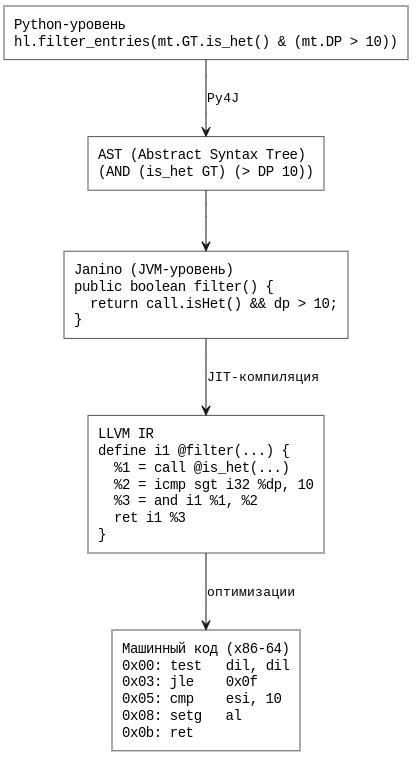 Python-уровень
hl.filter_entries(mt.GT.is_het() & (mt.DP > 10))
Py4J
AST (Abstract Syntax Tree)
(AND (is_het GT) (> DP 10))
Janino (JVM-уровень)
public boolean filter() {
  return call.isHet() && dp > 10;
}
JIT-компиляция
LLVM IR
define i1 @filter(...) {
  %1 = call @is_het(...)
  %2 = icmp sgt i32 %dp, 10
  %3 = and i1 %1, %2
  ret i1 %3
}
оптимизации
Машинный код (x86-64)
0x00: test   dil, dil
0x03: jle    0x0f
0x05: cmp    esi, 10
0x08: setg   al
0x0b: ret